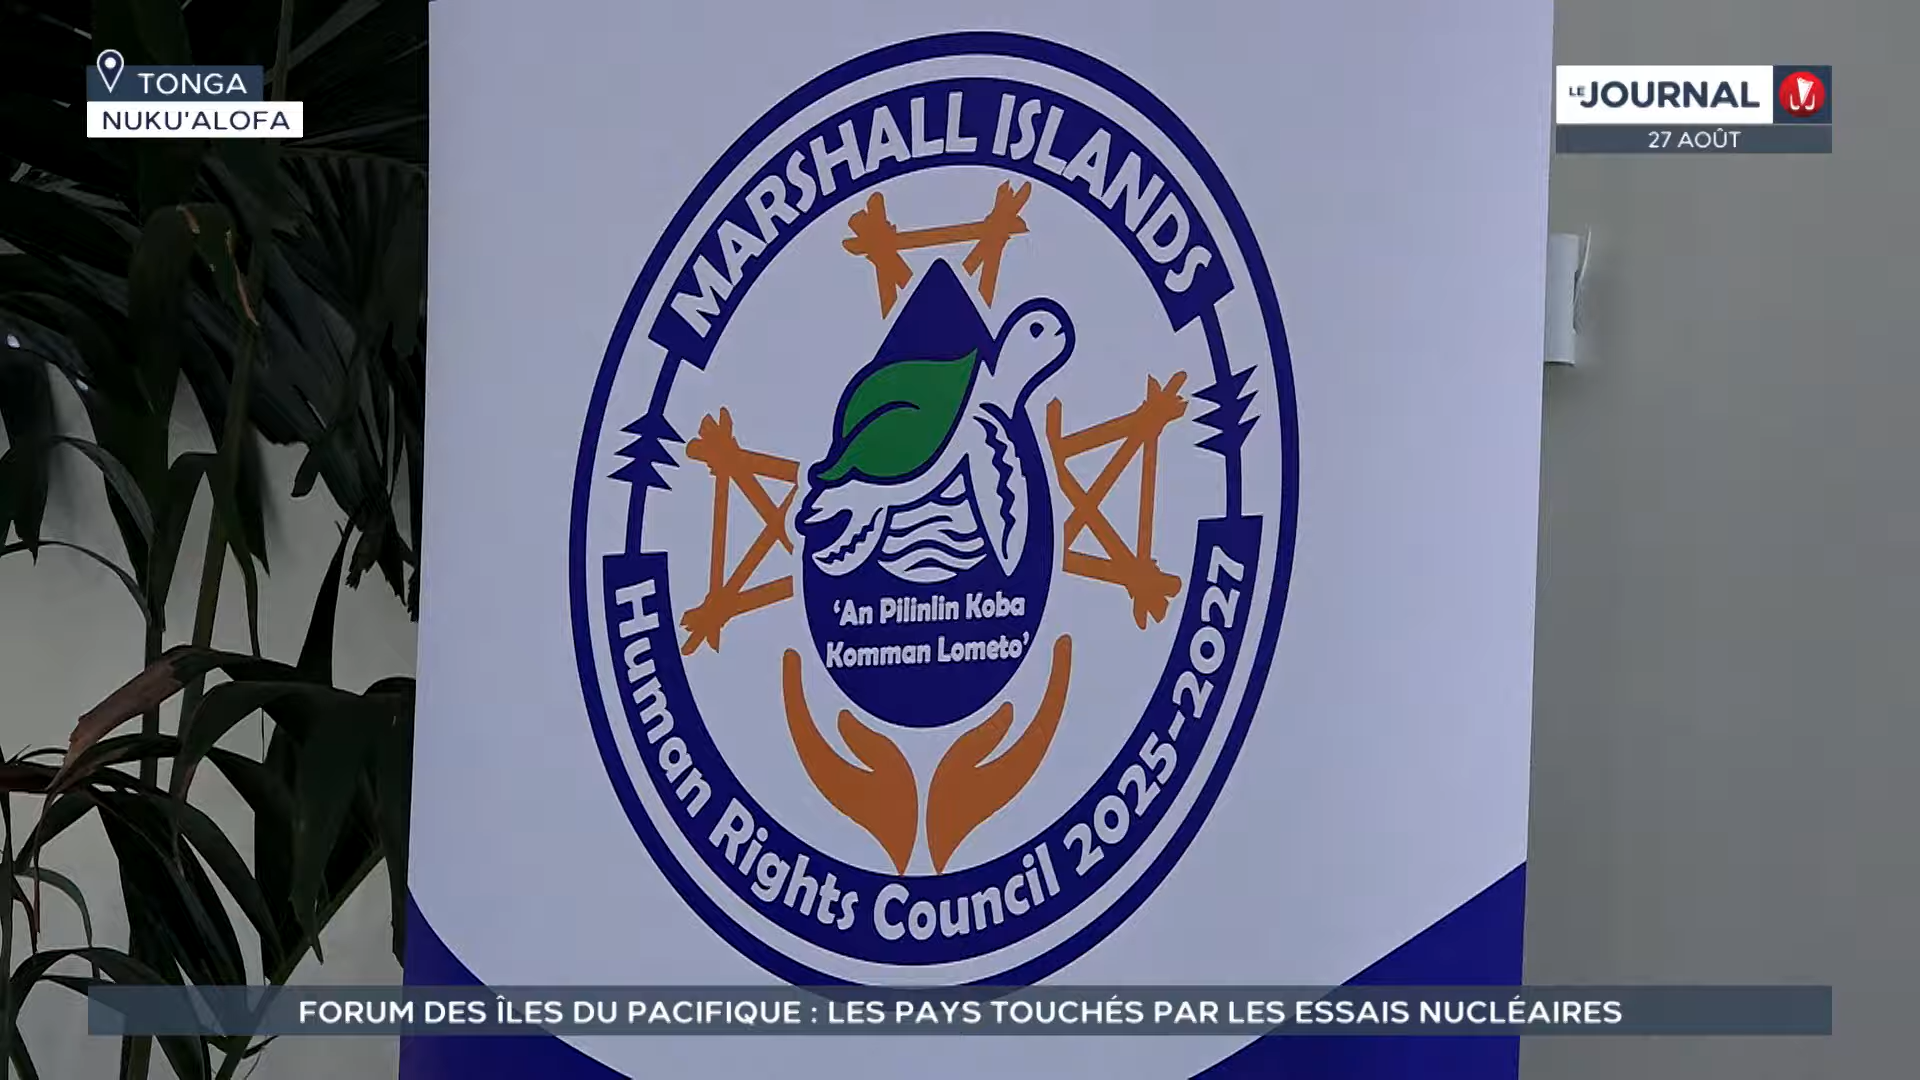 TONGA
NUKU'ALOFA
LE JOURNAL
27 AOÛT
MARSHALL ISLANDS
'An Pilinlin Koba
Komman Lometo'
Human Rights Council 2025-2027
FORUM DES ÎLES DU PACIFIQUE : LES PAYS TOUCHÉS PAR LES ESSAIS NUCLÉAIRES